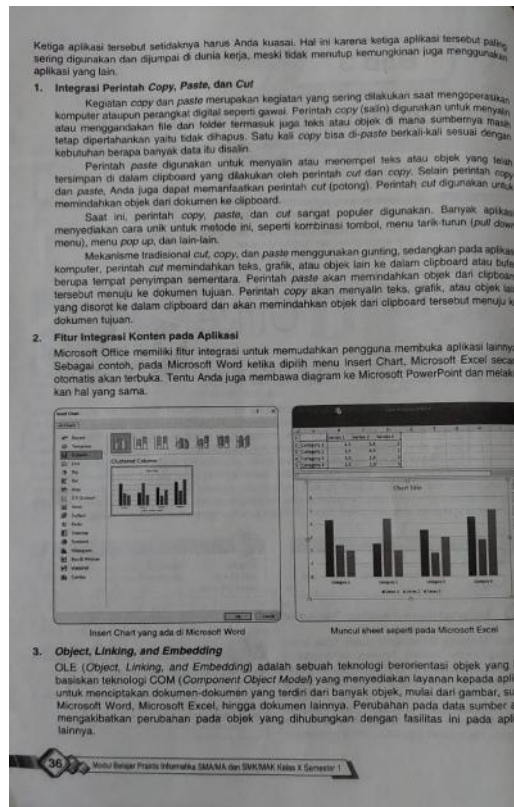 Ketiga aplikasi tersebut setidaknya harus Anda kuasai. Hal ini karena ketiga aplikasi tersebut paling
sering digunakan dan dijumpai di dunia kerja, meski tidak menutup kemungkinan juga menggunakan
aplikasi yang lain.
1. Integrasi Perintah Copy, Paste, dan Cut
Kegiatan copy dan paste merupakan kegiatan yang sering dilakukan saat mengoperasikan
komputer ataupun perangkat digital seperti gawai. Perintah copy (salin) digunakan untuk menyalin
atau menggandakan file dan folder termasuk juga teks atau objek di mana sumbernya masih
tetap dipertahankan yaitu tidak dihapus. Satu kali copy bisa di-paste berkali-kali sesuai dengan
kebutuhan berapa banyak data itu disalin.
Perintah paste digunakan untuk menyalin atau menempel teks atau objek yang telah
tersimpan di dalam clipboard yang dilakukan oleh perintah cut dan copy. Selain perintah copy
dan paste, Anda juga dapat memanfaatkan perintah cut (potong). Perintah cut digunakan untuk
memindahkan objek dari dokumen ke clipboard.
Saat ini, perintah copy, paste, dan cut sangat populer digunakan. Banyak aplikasi
menyediakan cara unik untuk metode ini, seperti kombinasi tombol, menu tarik-turun (pull down
menu), menu pop up, dan lain-lain.
Mekanisme tradisional cut, copy, dan paste menggunakan gunting, sedangkan pada aplikasi
komputer, perintah cut memindahkan teks, grafik, atau objek lain ke dalam clipboard atau
berupa tempat penyimpan sementara. Perintah paste akan memindahkan objek dari clipboard
tersebut menuju ke dokumen tujuan. Perintah copy akan menyalin teks, grafik, atau objek
yang disorot ke dalam clipboard dan akan memindahkan objek dari clipboard tersebut menuju
dokumen tujuan.
2. Fitur Integrasi Konten pada Aplikasi
Microsoft Office memiliki fitur integrasi untuk memudahkan pengguna membuka aplikasi lainnya
Sebagai contoh, pada Microsoft Word ketika dipilih menu Insert Chart, Microsoft Excel
otomatis akan terbuka. Tentu Anda juga membawa diagram ke Microsoft PowerPoint dan
kan hal yang sama.
Insert Chart
Clustered Column
Chart Title
Insert Chart yang ada di Microsoft Word
Muncul sheet seperti pada Microsoft Excel
3. Object, Linking, and Embedding
OLE (Object, Linking, and Embedding) adalah sebuah teknologi berorientasi objek yang
basiskan teknologi COM (Component Object Model) yang menyediakan layanan kepada
untuk menciptakan dokumen-dokumen yang terdiri dari banyak objek, mulai dari gambar,
Microsoft Word, Microsoft Excel, hingga dokumen lainnya. Perubahan pada data sumber
mengakibatkan perubahan pada objek yang dihubungkan dengan fasilitas ini pada
lainnya.
36 Modul Belajar Praktis Informatika SMA/MA dan SMK/MAK Kelas X Semester 1